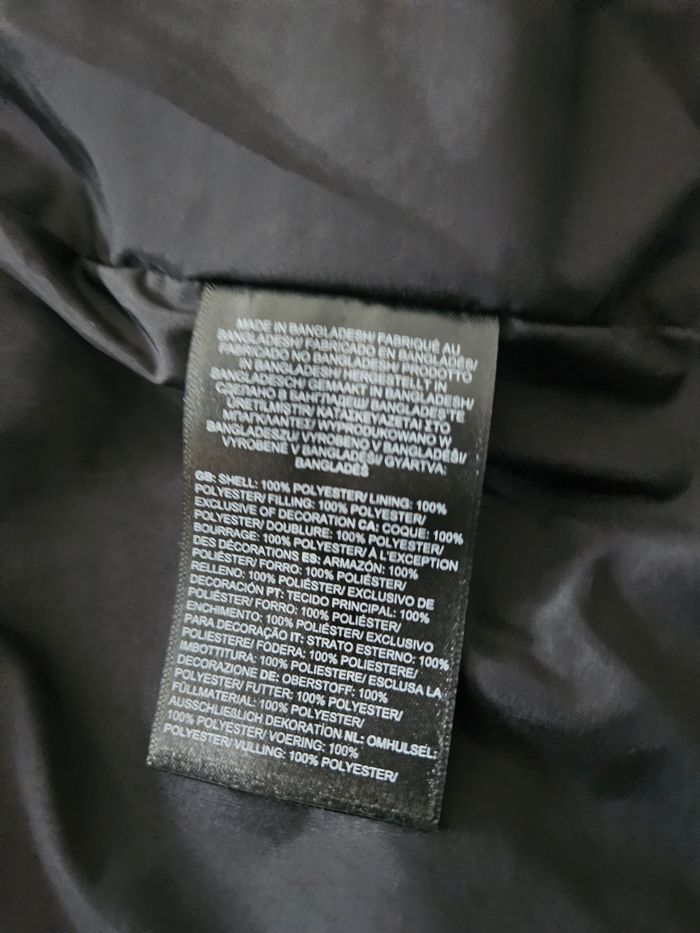 MADE IN BANGLADESH/ FABRIQUÉ AU
BANGLADESH/ FABRICADO EN BANGLADÉS/
FABRICADO NO BANGLADESH/ PRODOTTO
IN BANGLADESH/ HERGESTELLT IN
BANGLADESCH/ GEMAAKT IN BANGLADESH/
BANGLADEŞ'TE
ÜRETİLMİŞTİR/ ΚΑΤΑΣΚΕΥΑΖΕΤΑΙ ΣΤΟ
ΜΠΑΓΚΛΑΝΤΕΣ/ WYPRODUKOWANO W
BANGLADESZU/ VYROBENO V BANGLADÉŠI/
VYROBENÉ V BANGLADÉŠI/ GYÁRTVA:
BANGLADES
GB: SHELL: 100% POLYESTER/ LINING: 100%
POLYESTER/ FILLING: 100% POLYESTER/
EXCLUSIVE OF DECORATION CA: COQUE: 100%
POLYESTER/ DOUBLURE: 100% POLYESTER/
BOURRAGE: 100% POLYESTER/ À L'EXCEPTION
DES DÉCORATIONS ES: ARMAZÓN: 100%
POLIÉSTER/ FORRO: 100% POLIÉSTER/
RELLENO: 100% POLIÉSTER/ EXCLUSIVO DE
DECORACIÓN PT: TECIDO PRINCIPAL: 100%
POLIÉSTER/ FORRO: 100% POLIÉSTER/
ENCHIMENTO: 100% POLIÉSTER/ EXCLUSIVO
PARA DECORAÇÃO IT: STRATO ESTERNO: 100%
POLIESTERE/ FODERA: 100% POLIESTERE/
IMBOTTITURA: 100% POLIESTERE/ ESCLUSA LA
DECORAZIONE DE: OBERSTOFF: 100%
POLYESTER/ FUTTER: 100% POLYESTER/
FÜLLMATERIAL: 100% POLYESTER/
AUSSCHLIEßLICH DEKORATION NL: OMHULSEL:
100% POLYESTER/ VOERING: 100%
POLYESTER/ VULLING: 100% POLYESTER/